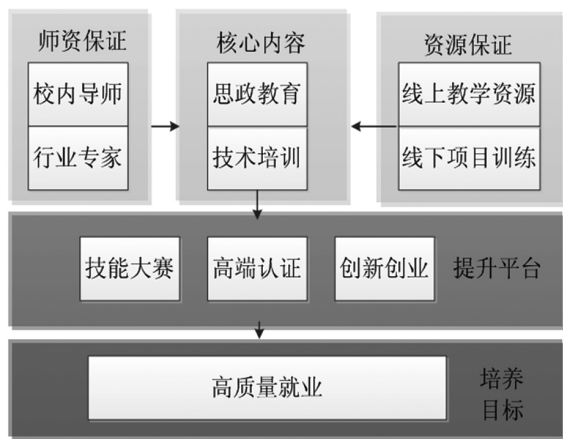 师资保证
校内导师
行业专家
核心内容
思政教育
技术培训
资源保证
线上教学资源
线下项目训练
技能大赛
高端认证
创新创业
提升平台
高质量就业
培养
目标